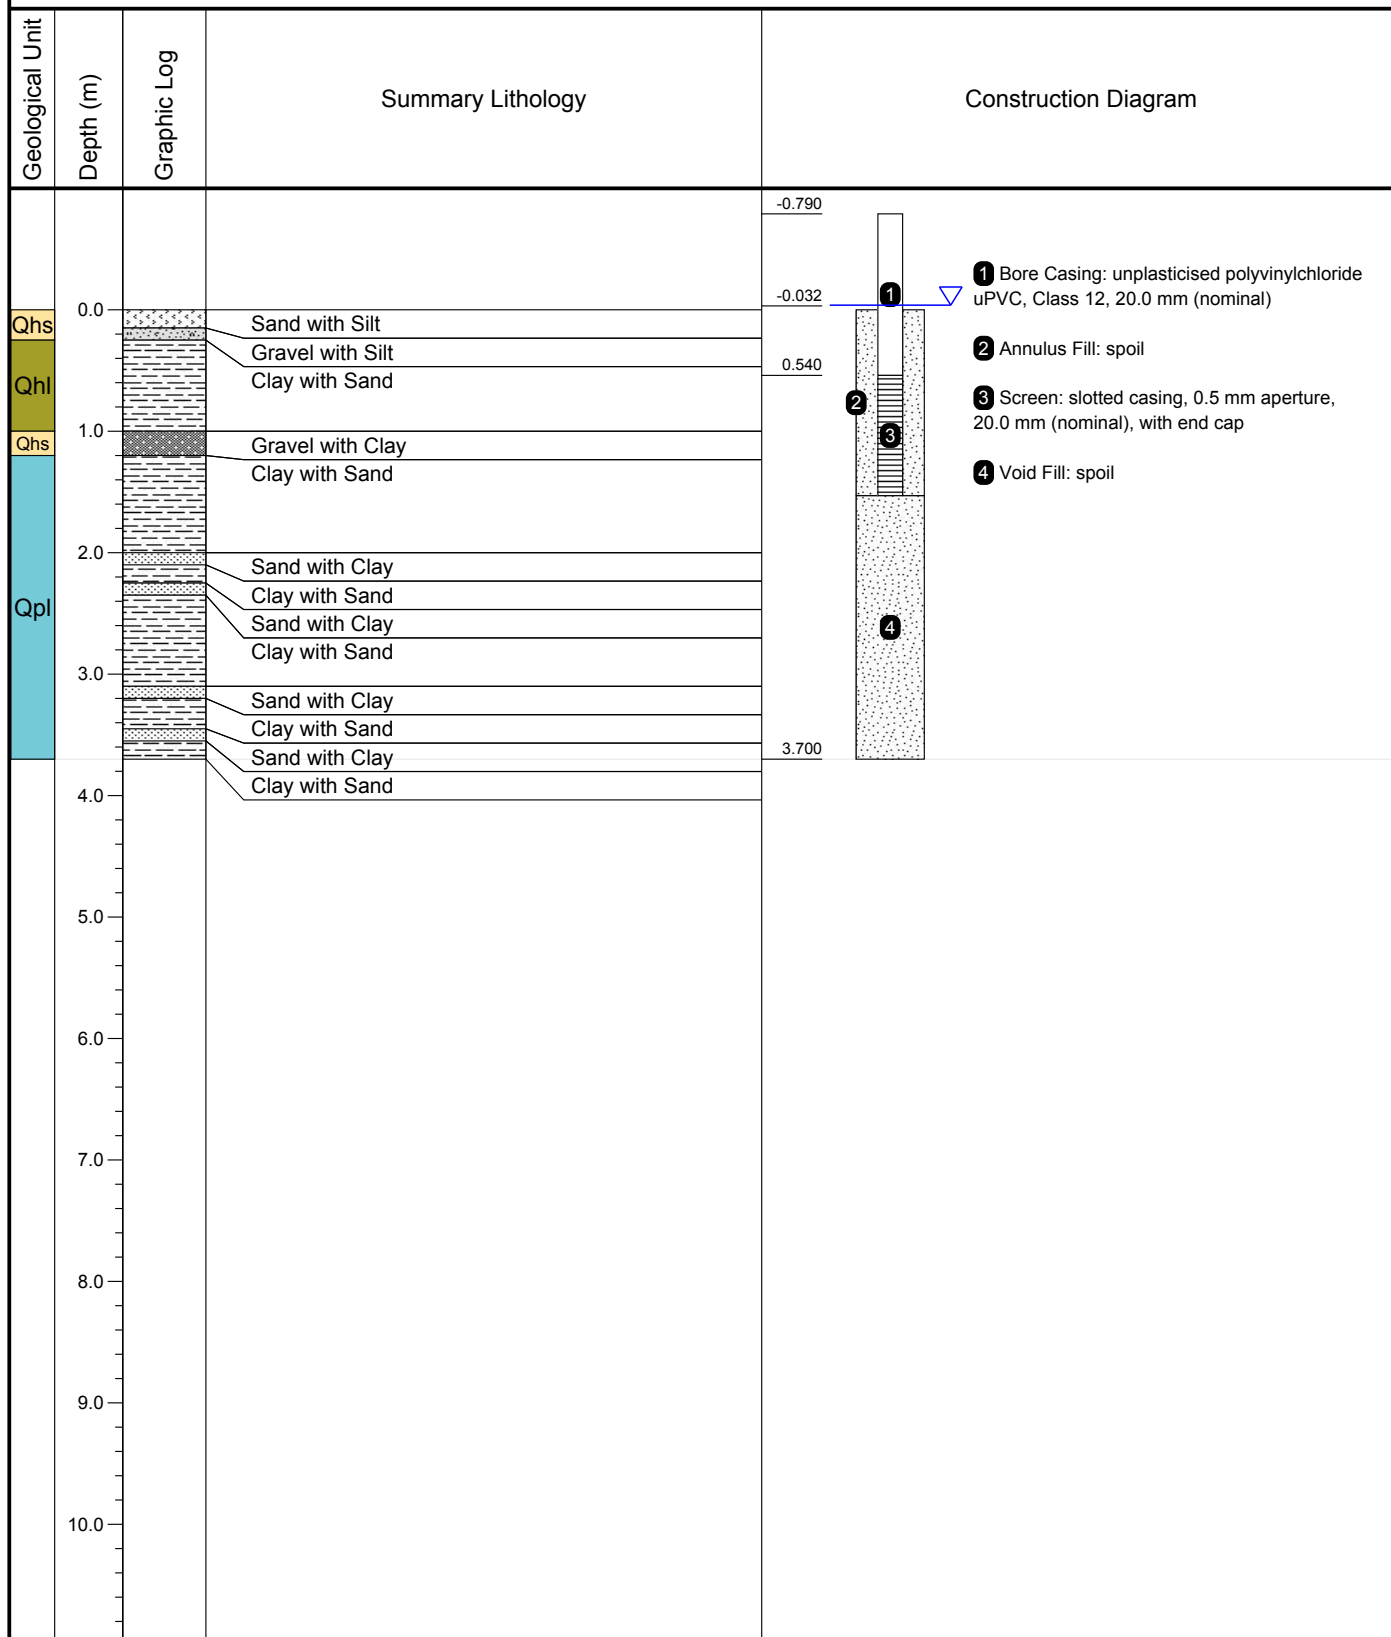 Geological Unit
Depth (m)
Graphic Log
Summary Lithology
Construction Diagram
-0.790
1 Bore Casing: unplasticised polyvinylchloride
uPVC, Class 12, 20.0 mm (nominal)
1
-0.032
0.0
Qhs
Sand with Silt
Gravel with Silt
2 Annulus Fill: spoil
0.540
Qhl
Clay with Sand
3 Screen: slotted casing, 0.5 mm aperture,
20.0 mm (nominal), with end cap
2
1.0
3
Qhs
Gravel with Clay
Clay with Sand
4 Void Fill: spoil
2.0
Sand with Clay
Clay with Sand
Qpl
Sand with Clay
4
Clay with Sand
3.0
Sand with Clay
Clay with Sand
3.700
Sand with Clay
Clay with Sand
4.0
5.0
6.0
7.0
8.0
9.0
10.0